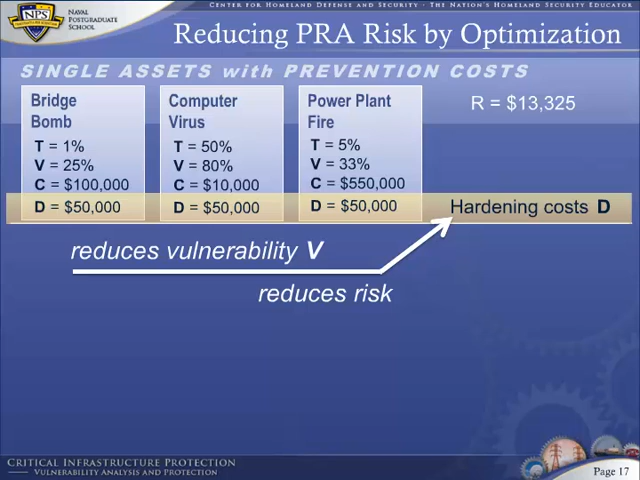 CENTER FOR HOMELAND DEFENSE AND SECURITY - THE NATION'S HOMELAND SECURITY EDUCATOR
NPS
NAVAL
POSTGRADUATE
SCHOOL
Reducing PRA Risk by Optimization
SINGLE ASSETS with PREVENTION COSTS
Bridge
Bomb
T = 1%
V = 25%
C = $100,000
D = $50,000
Computer
Virus
T = 50%
V = 80%
C = $10,000
D = $50,000
Power Plant
Fire
T = 5%
V = 33%
C = $550,000
D = $50,000
R = $13,325
Hardening costs D
reduces vulnerability V
reduces risk
CRITICAL INFRASTRUCTURE PROTECTION
VULNERABILITY ANALYSIS AND PROTECTION
Page 17